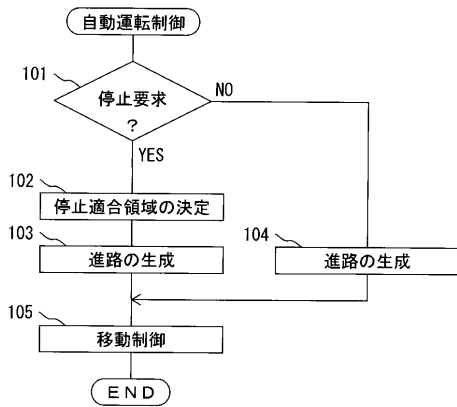 自動運転制御
101
停止要求
?
NO
YES
102
停止適合領域の決定
103
進路の生成
104
進路の生成
105
移動制御
END